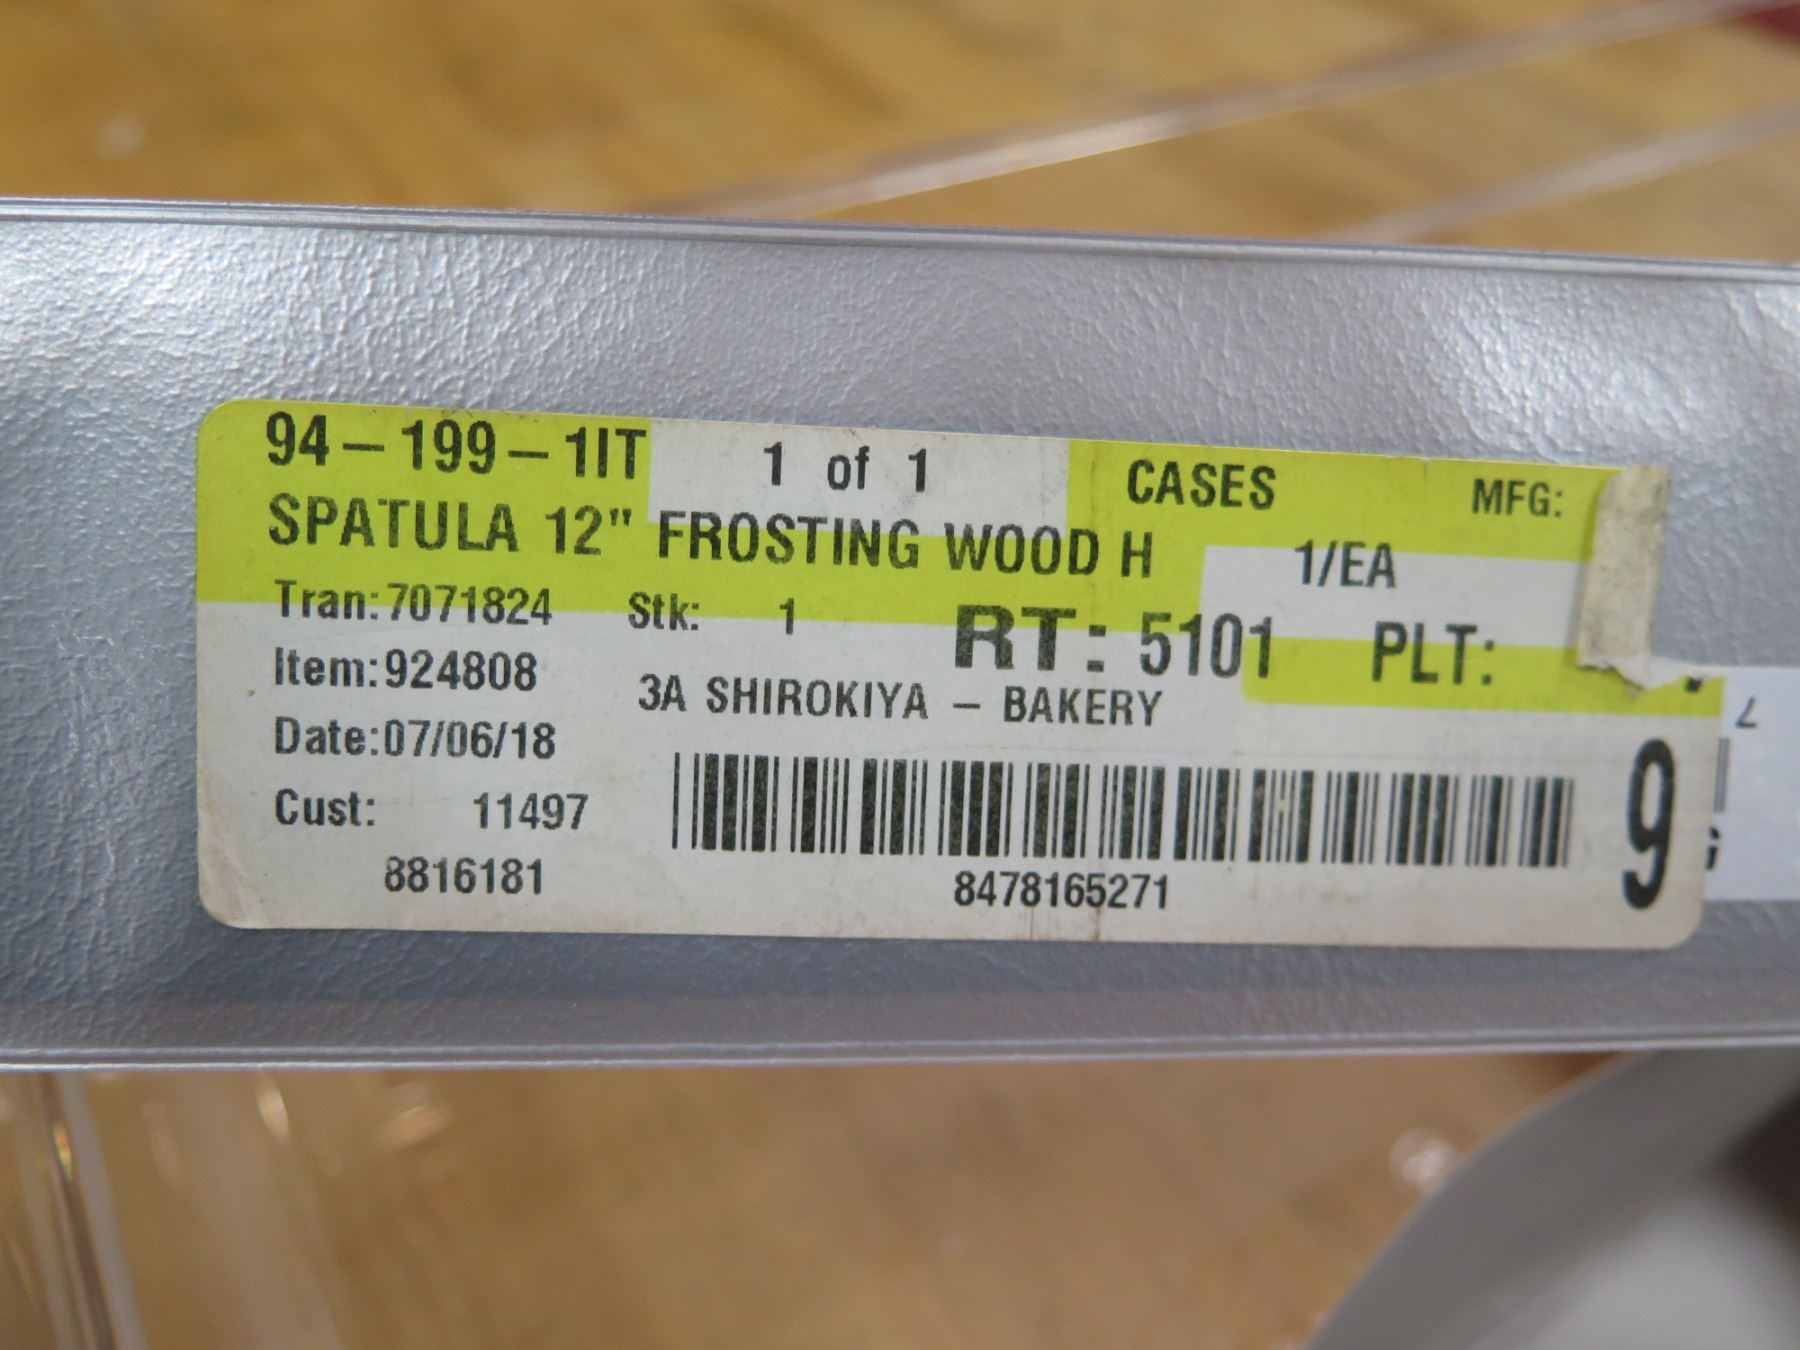 94-199-1IT 1 of 1 CASES MFG:
SPATULA 12" FROSTING WOOD H 1/EA
Tran:7071824 Stk: 1 RT: 5101 PLT:
Item:924808 3A SHIROKIYA - BAKERY
Date:07/06/18
Cust: 11497 9
8816181 8478165271